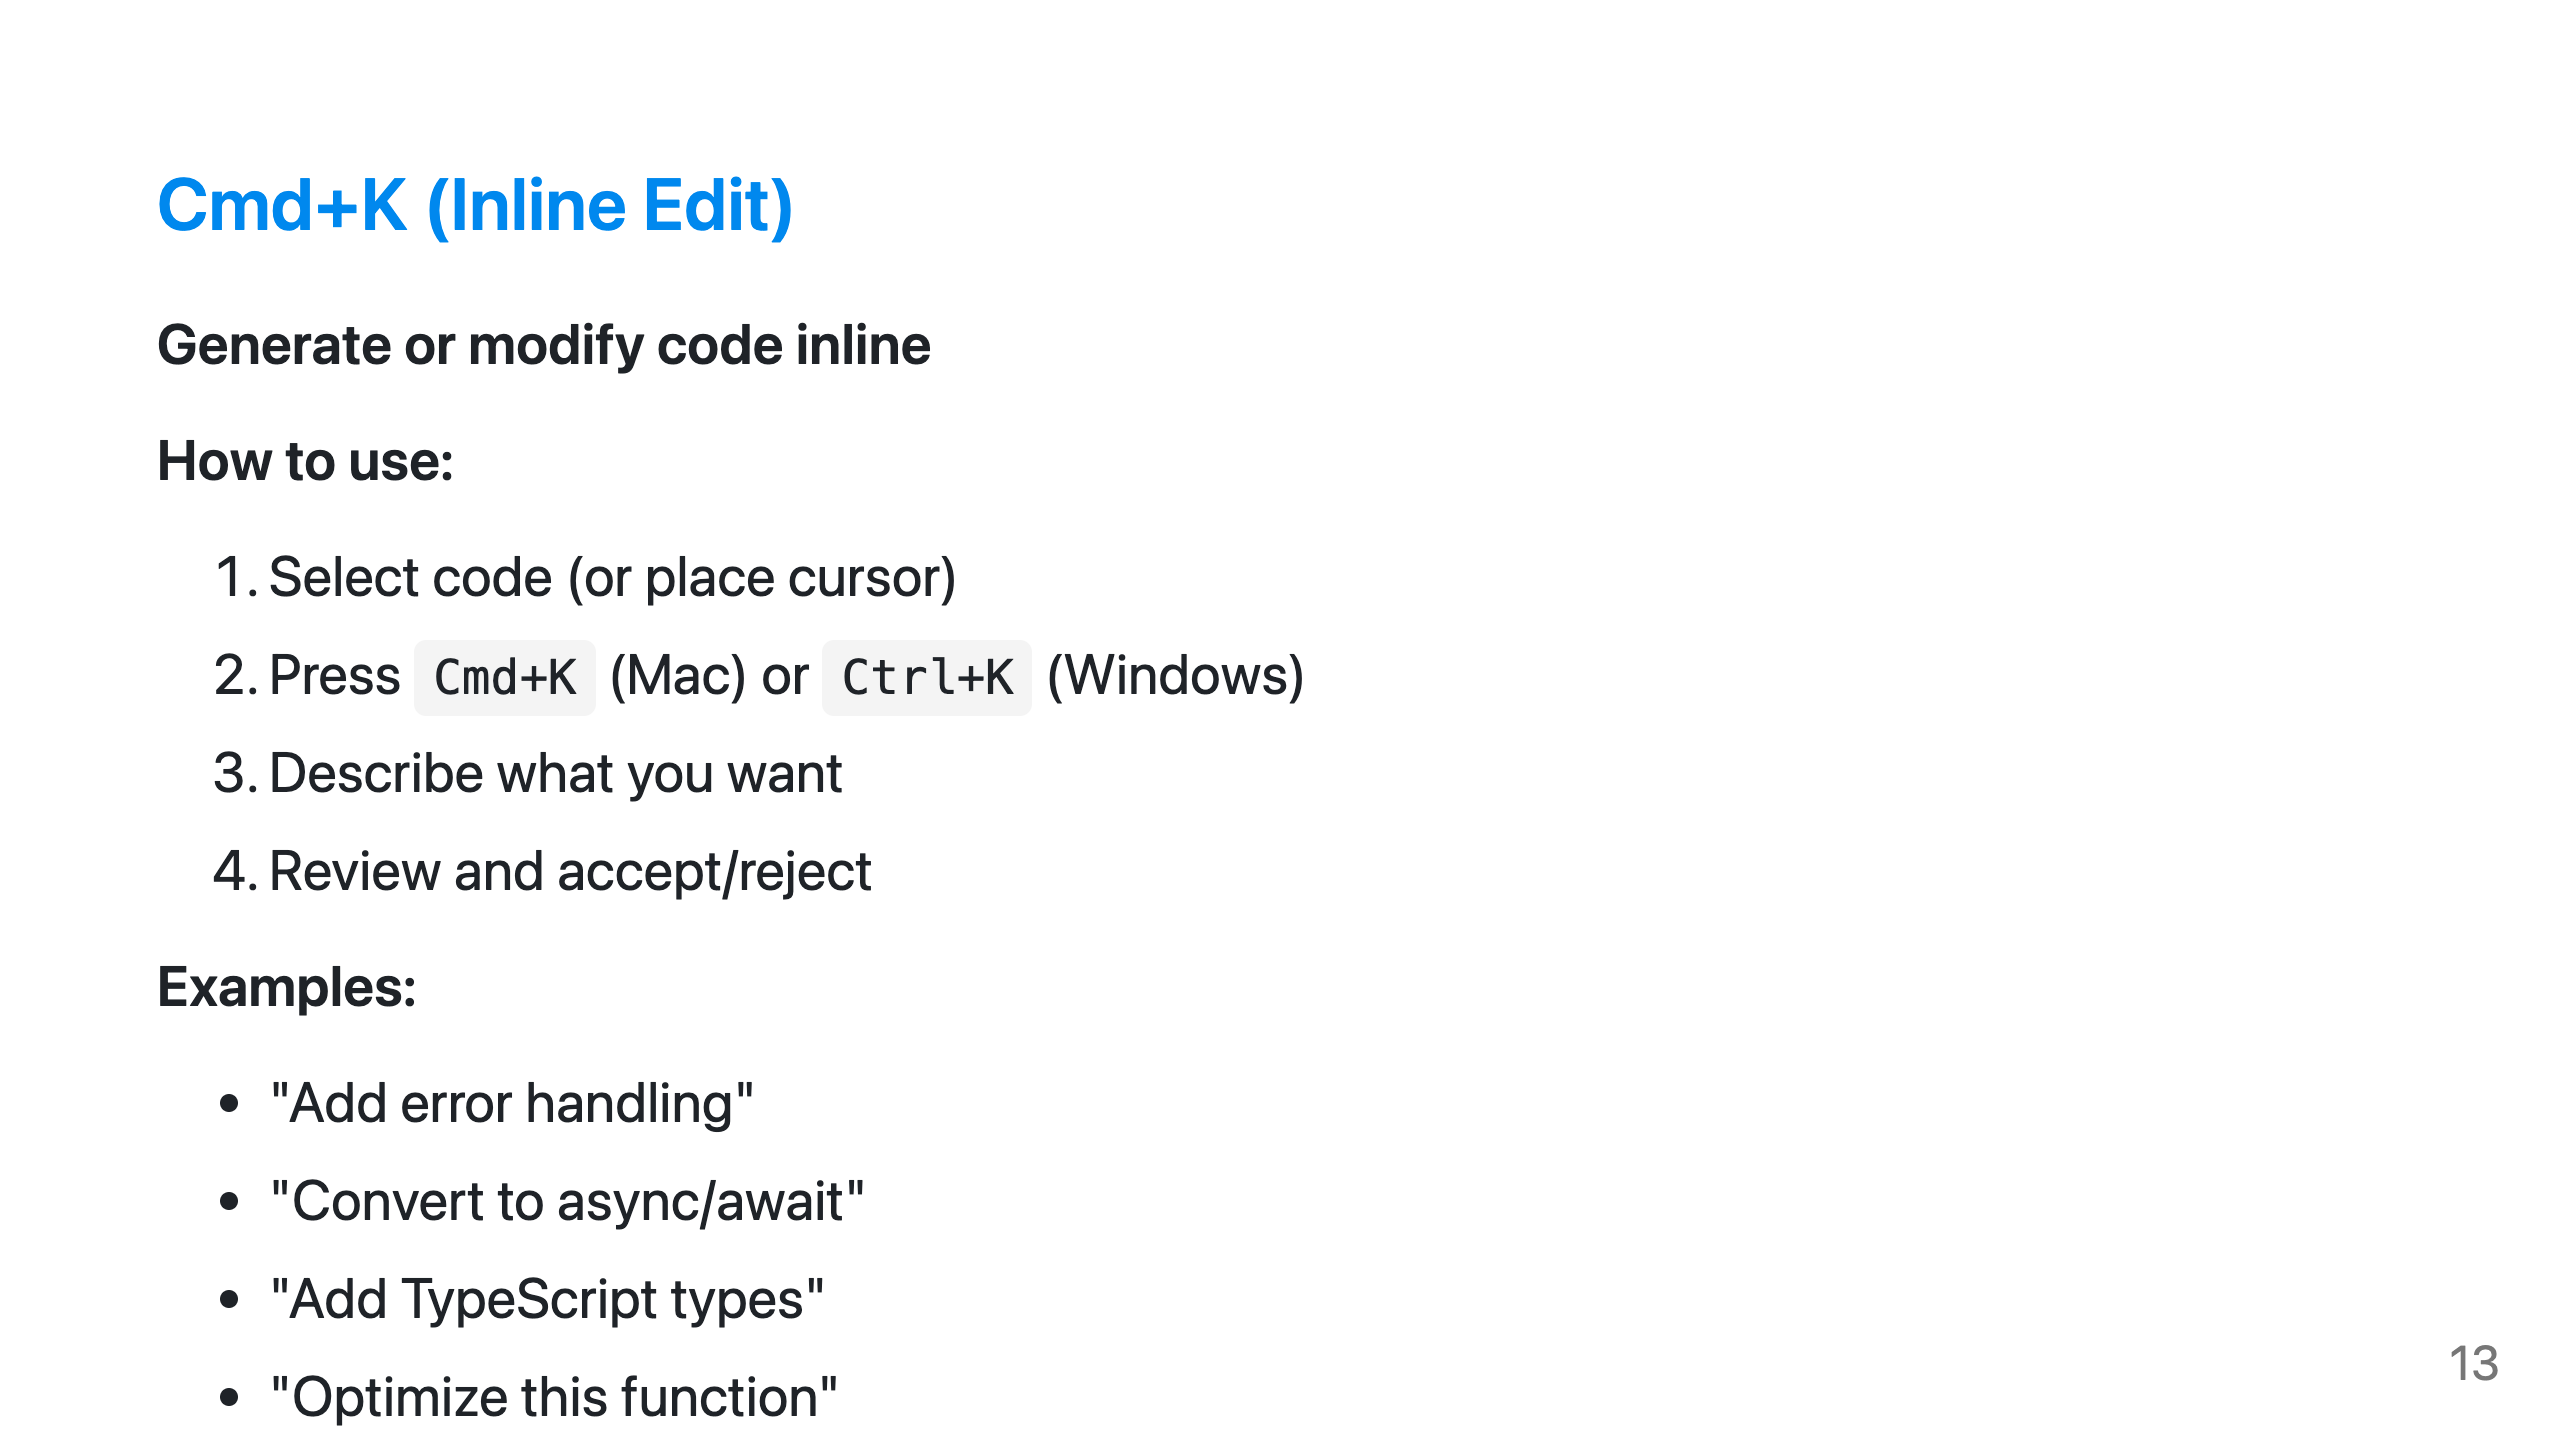 Cmd+K (Inline Edit)
Generate or modify code inline
How to use:
1. Select code (or place cursor)
2. Press Cmd+K (Mac) or Ctrl+K (Windows)
3. Describe what you want
4. Review and accept/reject
Examples:
• "Add error handling"
• "Convert to async/await"
• "Add TypeScript types"
• "Optimize this function"
13